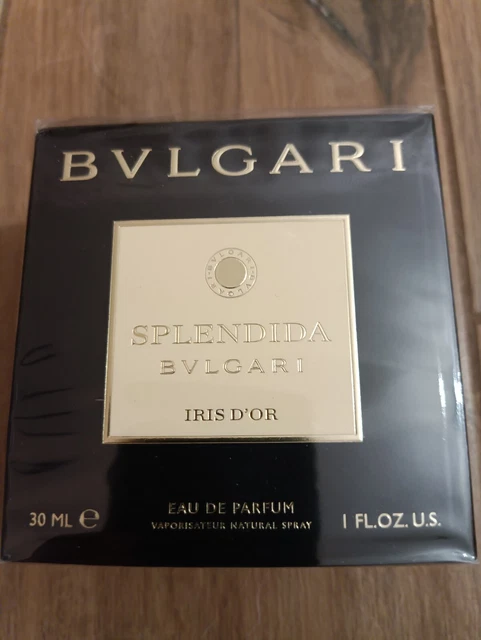 BVLGARI
BVLGARI BVLGARI
SPLENDIDA
BVLGARI
IRIS D'OR
30 ML ℮
EAU DE PARFUM
VAPORISATEUR NATURAL SPRAY
1 FL.OZ. U.S.